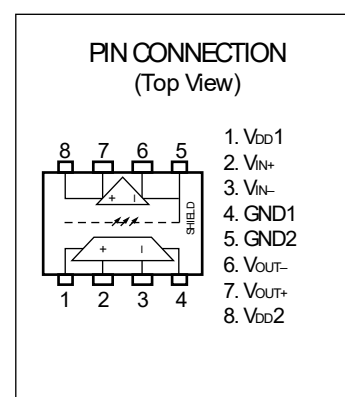 PIN CONNECTION
(Top View)
8 7 6 5
+ –
SHIELD
+ –
1 2 3 4
1. VDD1
2. VIN+
3. VIN–
4. GND1
5. GND2
6. VOUT–
7. VOUT+
8. VDD2